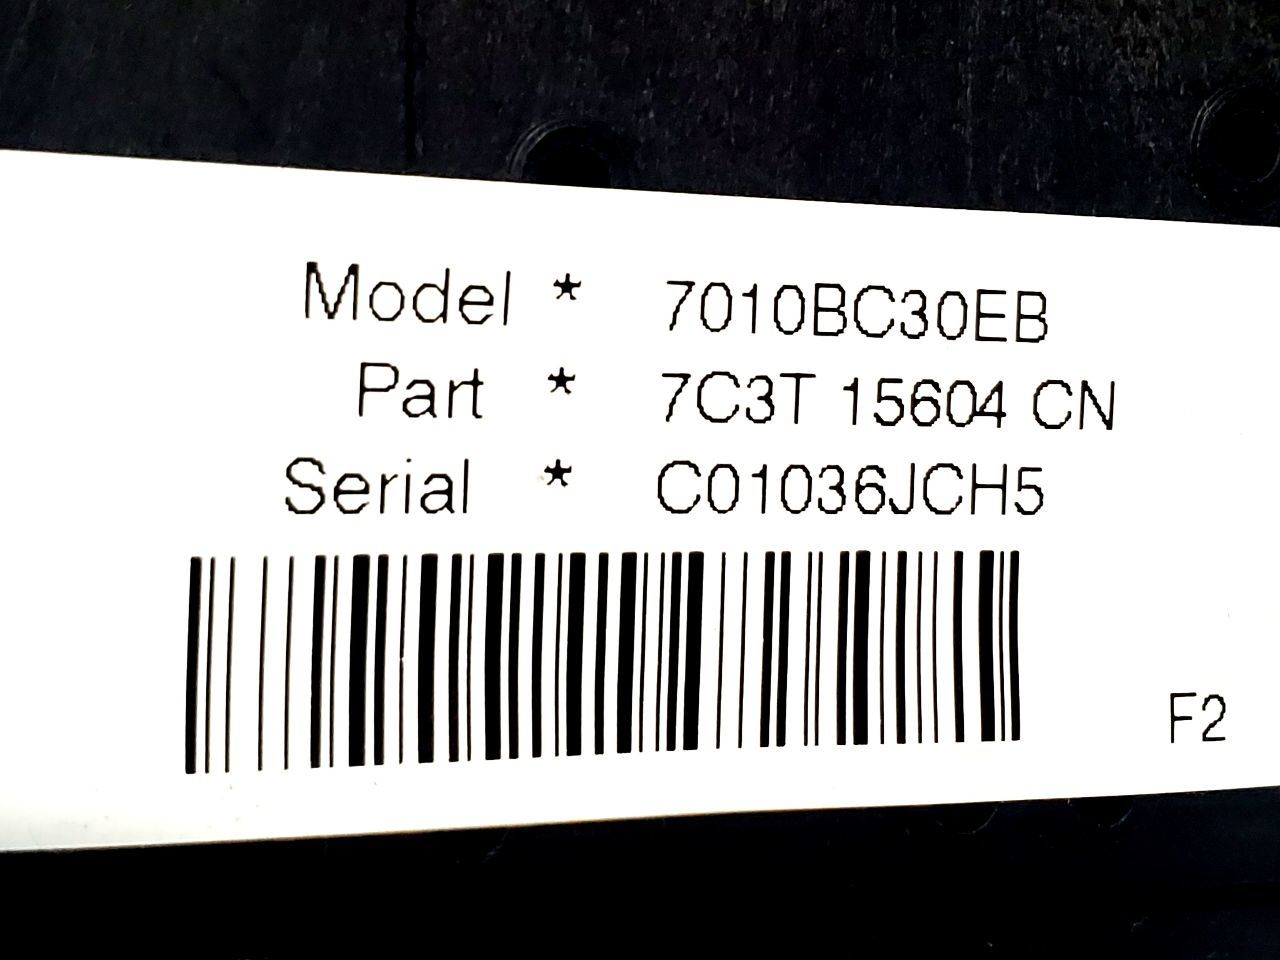 Model * 7010BC30EB
Part * 7C3T 15604 CN
Serial * C01036JCH5
F2